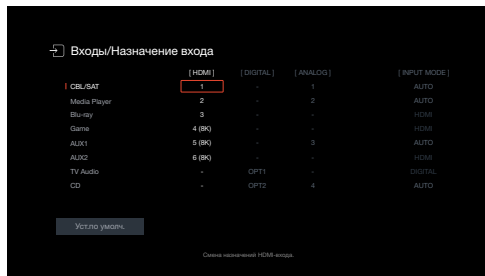 Входы/Назначение входа
[ HDMI ] [ DIGITAL ] [ ANALOG ] [ INPUT MODE ]
CBL/SAT 1 - 1 AUTO
Media Player 2 - 2 AUTO
Blu-ray 3 - - HDMI
Game 4 (8K) - - HDMI
AUX1 5 (8K) - 3 AUTO
AUX2 6 (8K) - - HDMI
TV Audio - OPT1 - DIGITAL
CD - OPT2 4 AUTO
Уст.по умолч.
Смена назначений HDMI-входа.